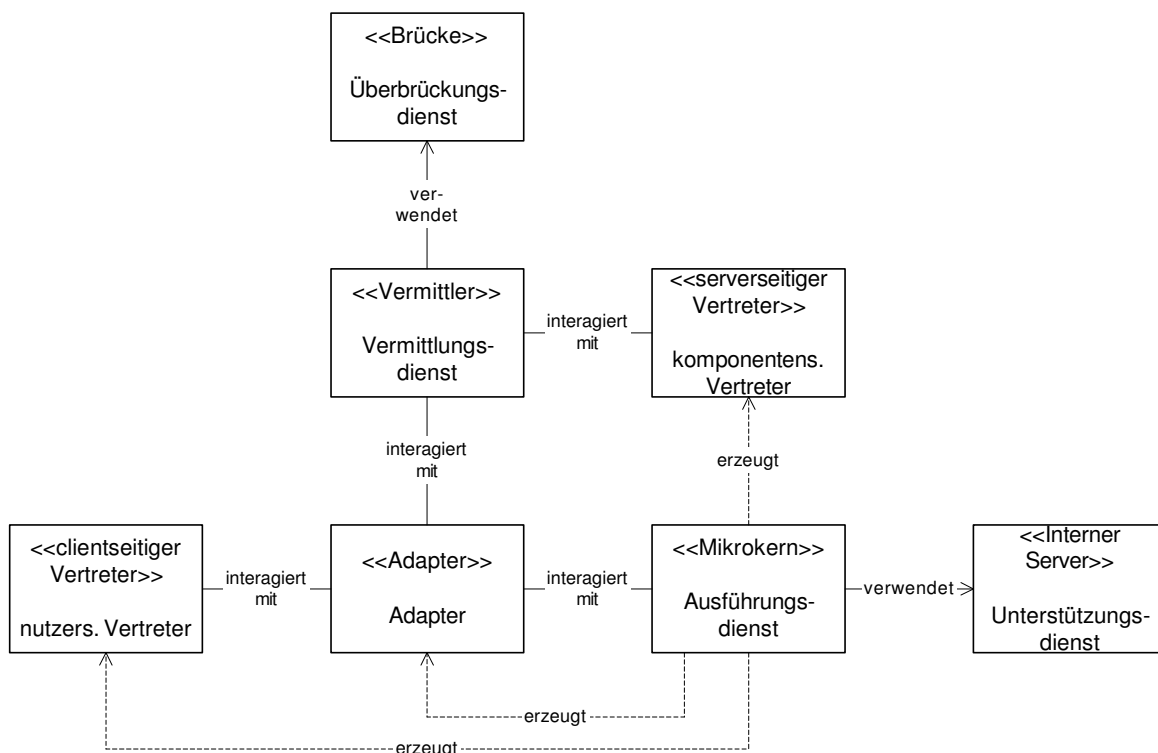 <<Brücke>>
Überbrückungs-
dienst
ver-
wendet
<<Vermittler>>
Vermittlungs-
dienst
interagiert
mit
<<serverseitiger
Vertreter>>
komponentens.
Vertreter
interagiert
mit
erzeugt
<<clientseitiger
Vertreter>>
nutzers. Vertreter
interagiert
mit
<<Adapter>>
Adapter
interagiert
mit
<<Mikrokern>>
Ausführungs-
dienst
verwendet
<<Interner
Server>>
Unterstützungs-
dienst
erzeugt
erzeugt